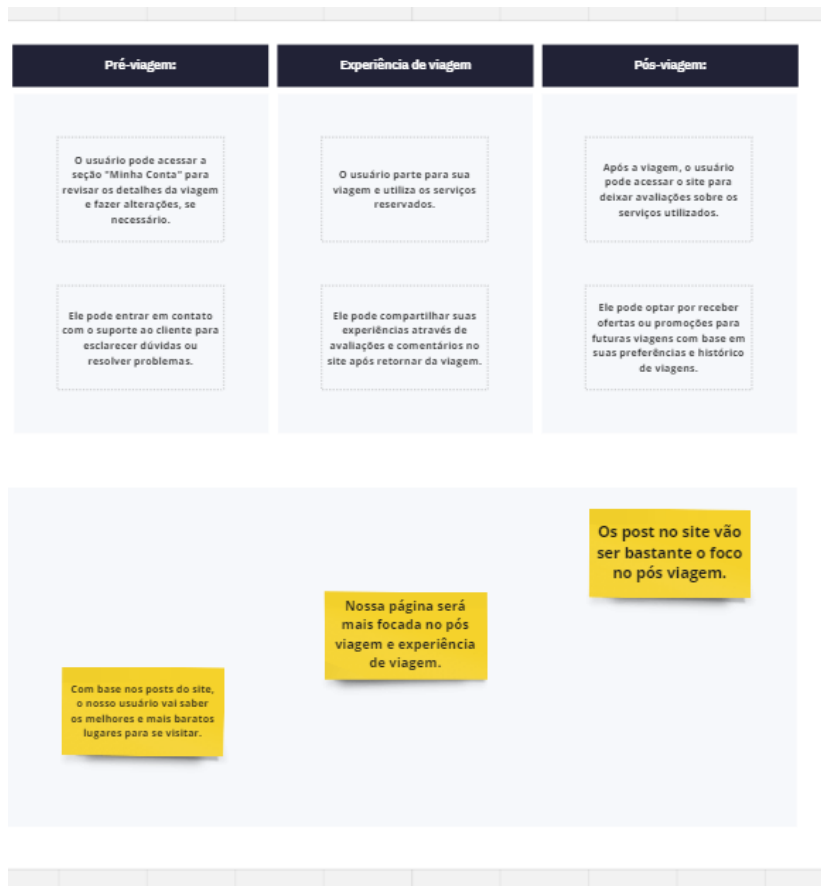 Pré-viagem:
Experiência de viagem
Pós-viagem:
O usuário pode acessar a
seção "Minha Conta" para
revisar os detalhes da viagem
e fazer alterações, se
necessário.
O usuário parte para sua
viagem e utiliza os serviços
reservados.
Após a viagem, o usuário
pode acessar o site para
deixar avaliações sobre os
serviços utilizados.
Ele pode entrar em contato
com o suporte ao cliente para
esclarecer dúvidas ou
resolver problemas.
Ele pode compartilhar suas
experiências através de
avaliações e comentários no
site após retornar da viagem.
Ele pode optar por receber
ofertas ou promoções para
futuras viagens com base em
suas preferências e histórico
de viagens.
Os post no site vão
ser bastante o foco
no pós viagem.
Nossa página será
mais focada no pós
viagem e experiência
de viagem.
Com base nos posts do site,
o nosso usuário vai saber
os melhores e mais baratos
lugares para se visitar.